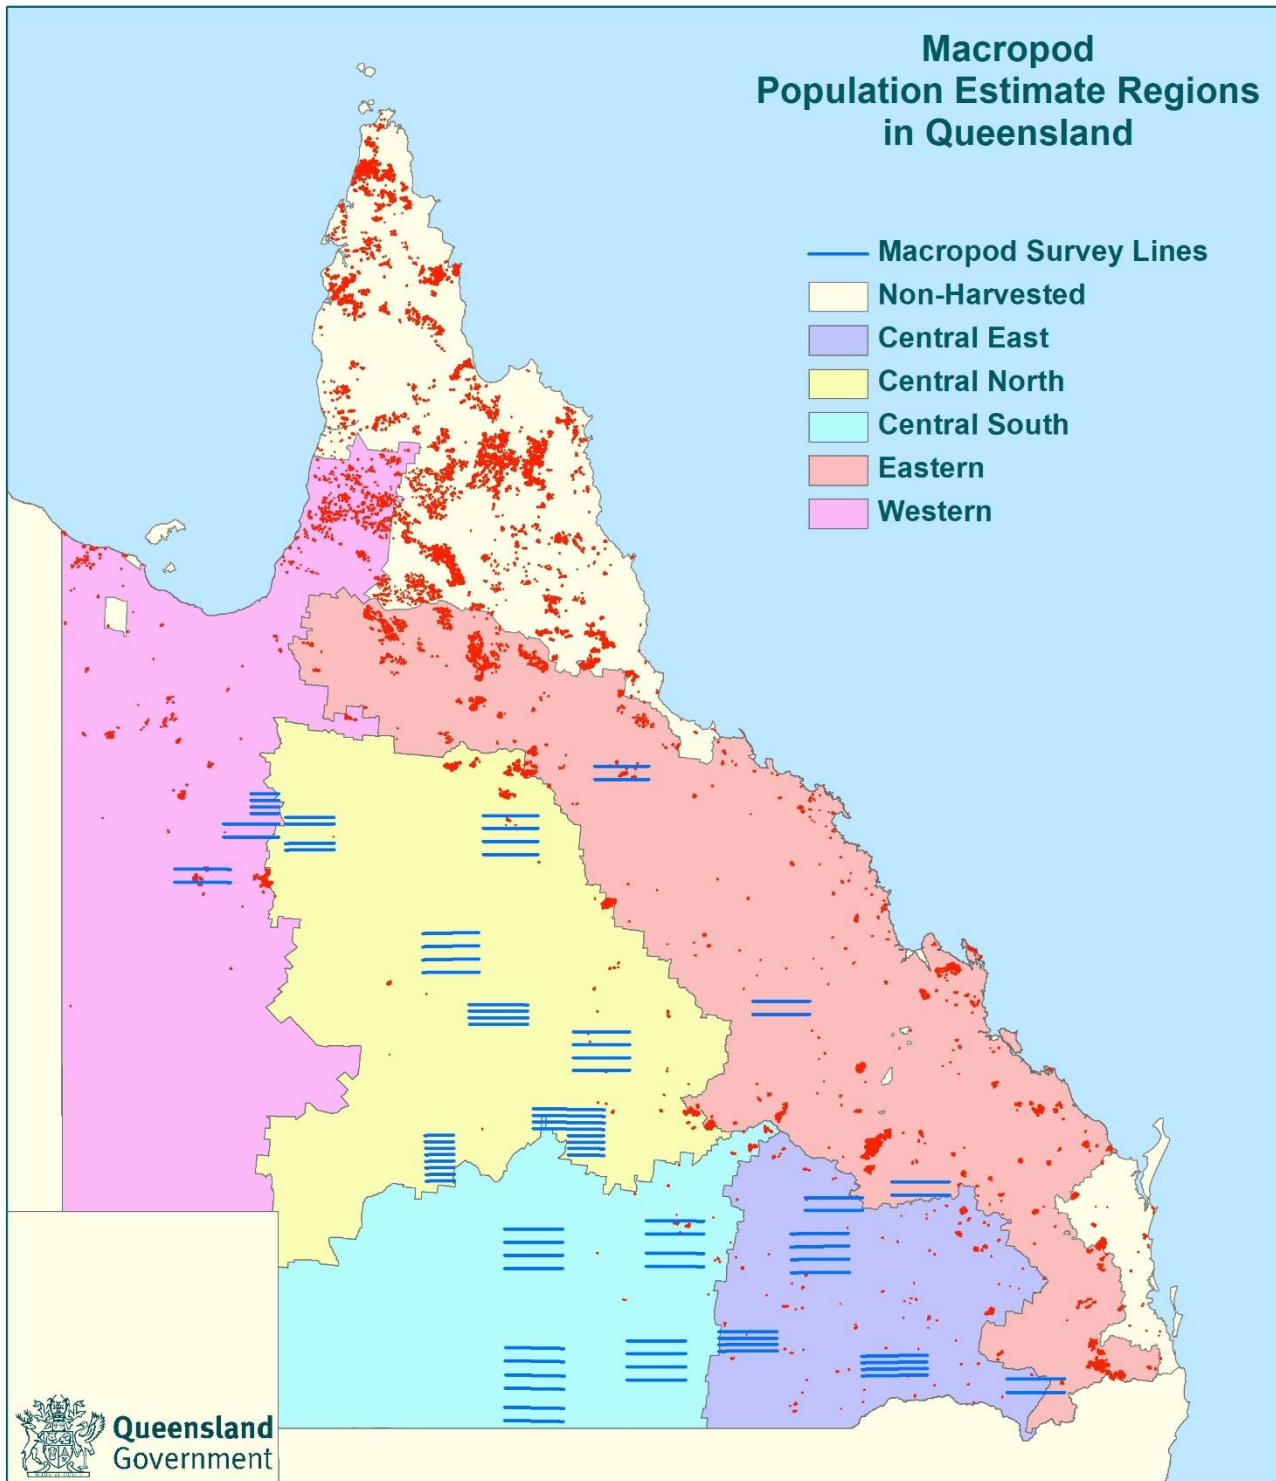 Macropod
Population Estimate Regions
in Queensland
Macropod Survey Lines
Non-Harvested
Central East
Central North
Central South
Eastern
Western
Queensland
Government